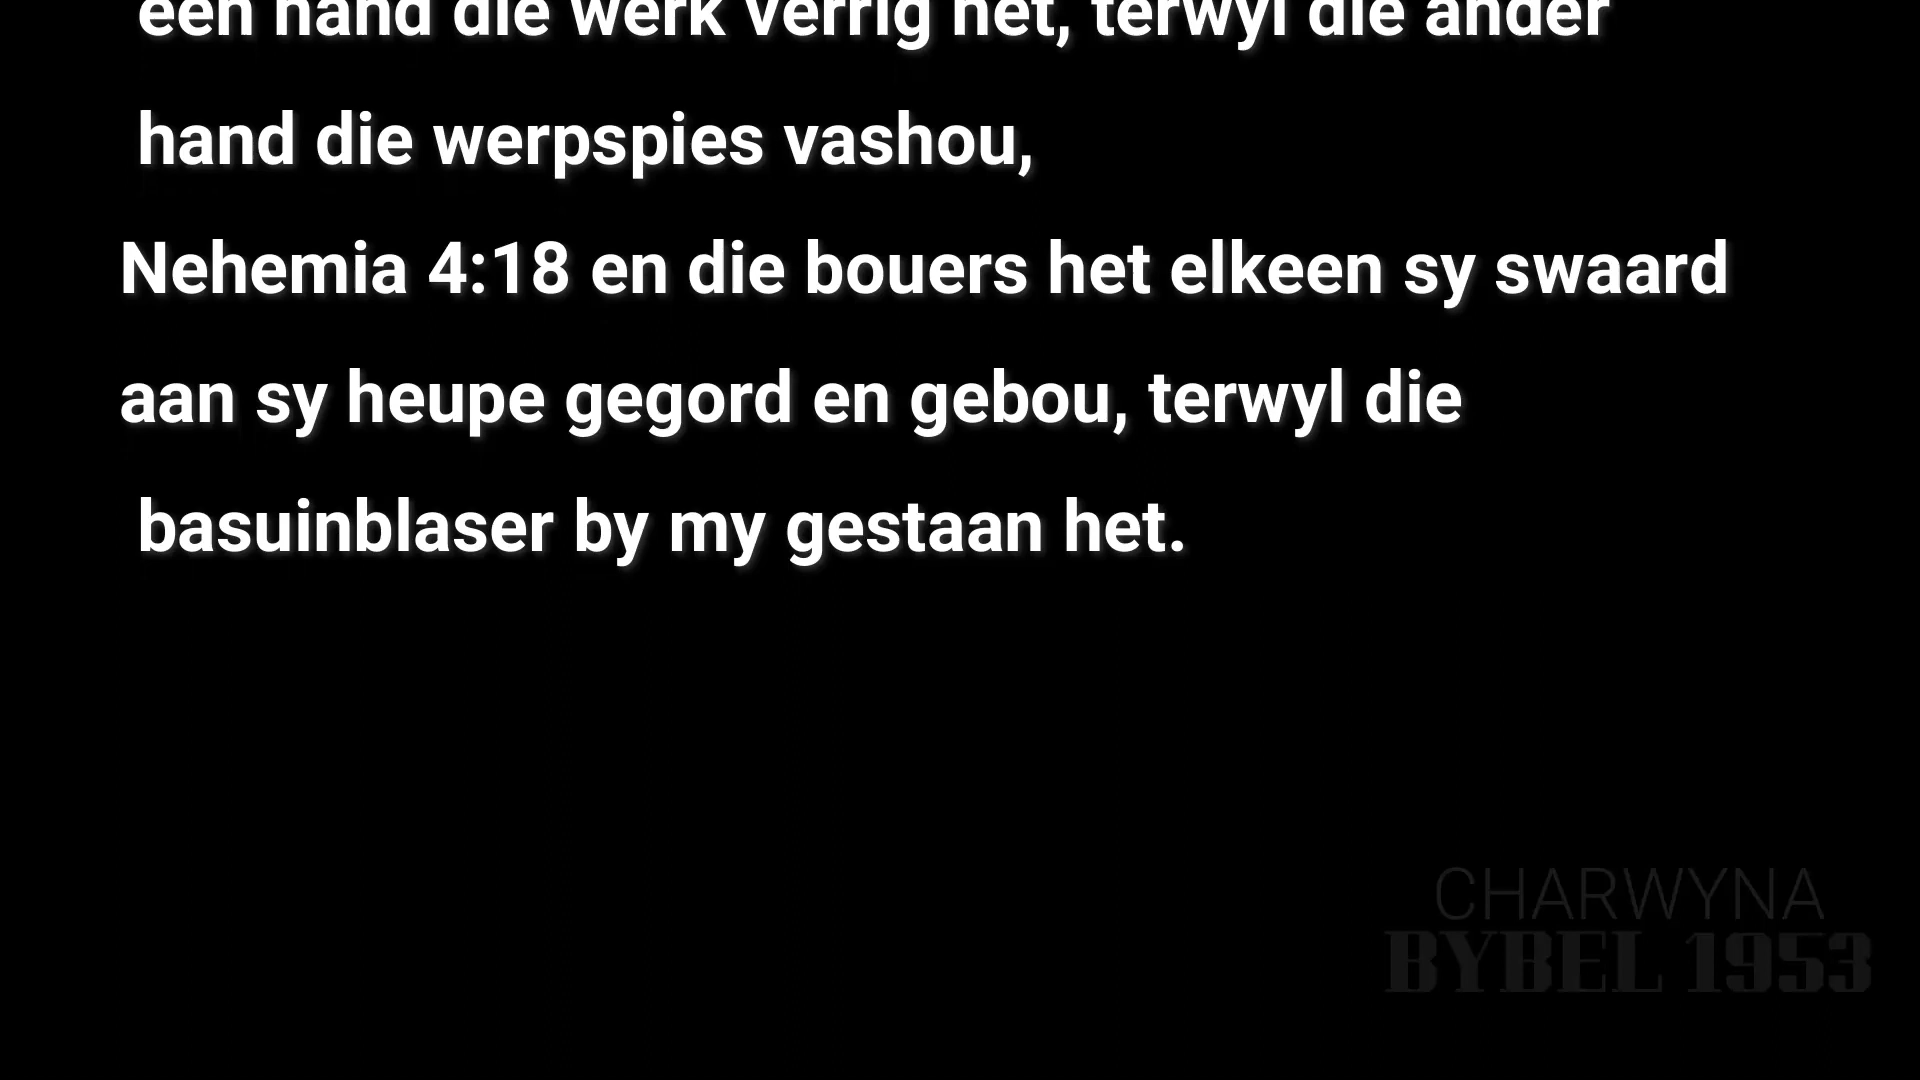 een hand die werk verrig het, terwyl die ander
hand die werpspies vashou,
Nehemia 4:18 en die bouers het elkeen sy swaard
aan sy heupe gegord en gebou, terwyl die
basuinblaser by my gestaan het.
CHARWYNA
BYBEL 1953